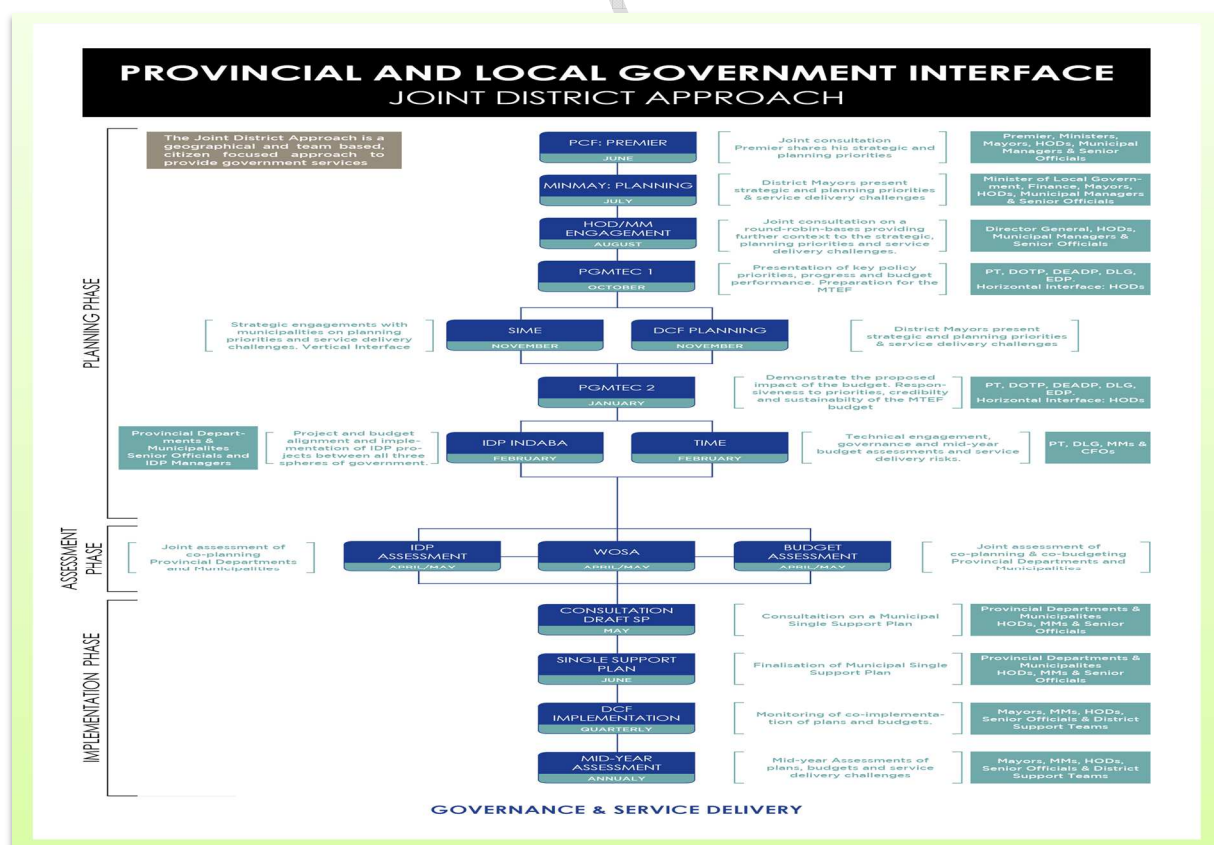 PROVINCIAL AND LOCAL GOVERNMENT INTERFACE
JOINT DISTRICT APPROACH
PLANNING PHASE
The Joint District Approach is a
geographical and team based,
citizen focused approach to
provide government services
PCF: PREMIER
JUNE
Joint consultation
Premier shares his strategic and
planning priorities
Premier, Ministers,
Mayors, HODs, Municipal
Managers & Senior
Officials
MINMAY: PLANNING
JULY
District Mayors present
strategic and planning priorities
& service delivery challenges
Minister of Local Govern-
ment, Finance, Mayors,
HODs, Municipal Managers
& Senior Officials
HOD/MM
ENGAGEMENT
AUGUST
Joint consultation on a
round-robin-bases providing
further context to the strategic,
planning priorities and service
delivery challenges.
Director General, HODs,
Municipal Managers &
Senior Officials
PGMTEC 1
OCTOBER
Presentation of key policy
priorities, progress and budget
performance. Preparation for the
MTEF
PT, DOTP, DEADP, DLG,
EDP.
Horizontal Interface: HODs
Strategic engagements with
municipalities on planning
priorities and service delivery
challenges. Vertical Interface
SIME
NOVEMBER
DCF PLANNING
NOVEMBER
District Mayors present
strategic and planning priorities
& service delivery challenges
PGMTEC 2
JANUARY
Demonstrate the proposed
impact of the budget. Respon-
siveness to priorities, crediblty
and sustainabilty of the MTEF
budget
PT, DOTP, DEADP, DLG,
EDP.
Horizontal Interface: HODs
Provincial Depart-
ments &
Municipalites
Senior Officials and
IDP Managers
Project and budget
alignment and imple-
mentation of IDP pro-
jects between all three
spheres of government.
IDP INDABA
FEBRUARY
TIME
FEBRUARY
Technical engagement,
governance and mid-year
budget assessments and service
delivery risks.
PT, DLG, MMs &
CFOs
ASSESSMENT
PHASE
Joint assessment of
co-planning
Provincial Departments
and Municipalities
IDP
ASSESSMENT
APRIL/MAY
WOSA
APRIL/MAY
BUDGET
ASSESSMENT
APRIL/MAY
Joint assessment of
co-planning & co-budgeting
Provincial Departments and
Municipalities
IMPLEMENTATION PHASE
CONSULTATION
DRAFT SP
MAY
Consultaition on a Municipal
Single Support Plan
Provincial Departments &
Municipalites
HODs, MMs & Senior
Officials
SINGLE SUPPORT
PLAN
JUNE
Finalisation of Municipal Single
Support Plan
Provincial Departments &
Municipalites
HODs, MMs & Senior
Officials
DCF
IMPLEMENTATION
QUARTERLY
Monitoring of co-implementa-
tion of plans and budgets.
Mayors, MMs, HODs,
Senior Officials & District
Support Teams
MID-YEAR
ASSESSMENT
ANNUALY
Mid-year Assessments of
plans, budgets and service
delivery challenges
Mayors, MMs, HODs,
Senior Officials & District
Support Teams
GOVERNANCE & SERVICE DELIVERY